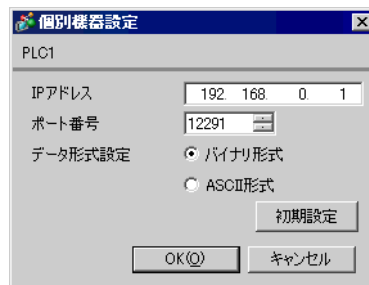 個別機器設定
PLC1
IPアドレス 192. 168. 0. 1
ポート番号 12291
データ形式設定 バイナリ形式
ASCII形式
初期設定
OK(O) キャンセル